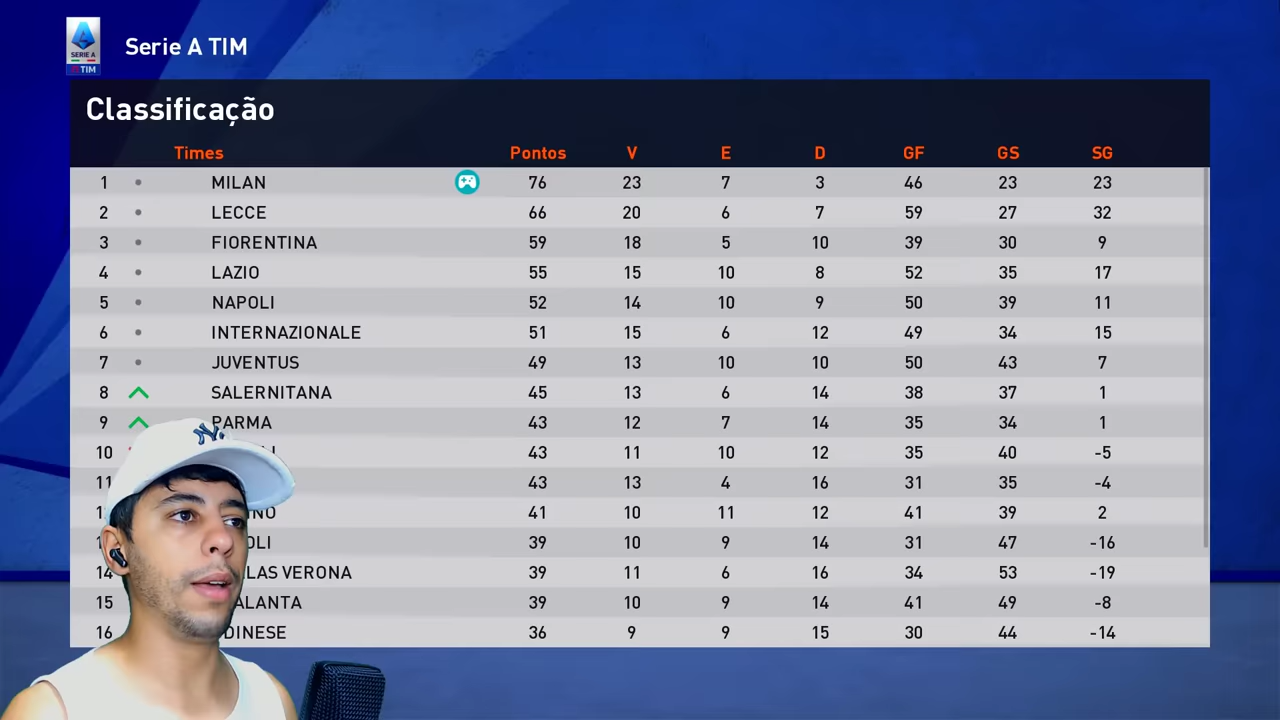 SERIE A
TIM
Serie A TIM
Classificação
Times Pontos V E D GF GS SG
1 MILAN 76 23 7 3 46 23 23
2 LECCE 66 20 6 7 59 27 32
3 FIORENTINA 59 18 5 10 39 30 9
4 LAZIO 55 15 10 8 52 35 17
5 NAPOLI 52 14 10 9 50 39 11
6 INTERNAZIONALE 51 15 6 12 49 34 15
7 JUVENTUS 49 13 10 10 50 43 7
8 SALERNITANA 45 13 6 14 38 37 1
9 PARMA 43 12 7 14 35 34 1
10 43 11 10 12 35 40 -5
11 43 13 4 16 31 35 -4
41 10 11 12 41 39 2
39 10 9 14 31 47 -16
14 VERONA 39 11 6 16 34 53 -19
15 39 10 9 14 41 49 -8
16 36 9 9 15 30 44 -14
NY